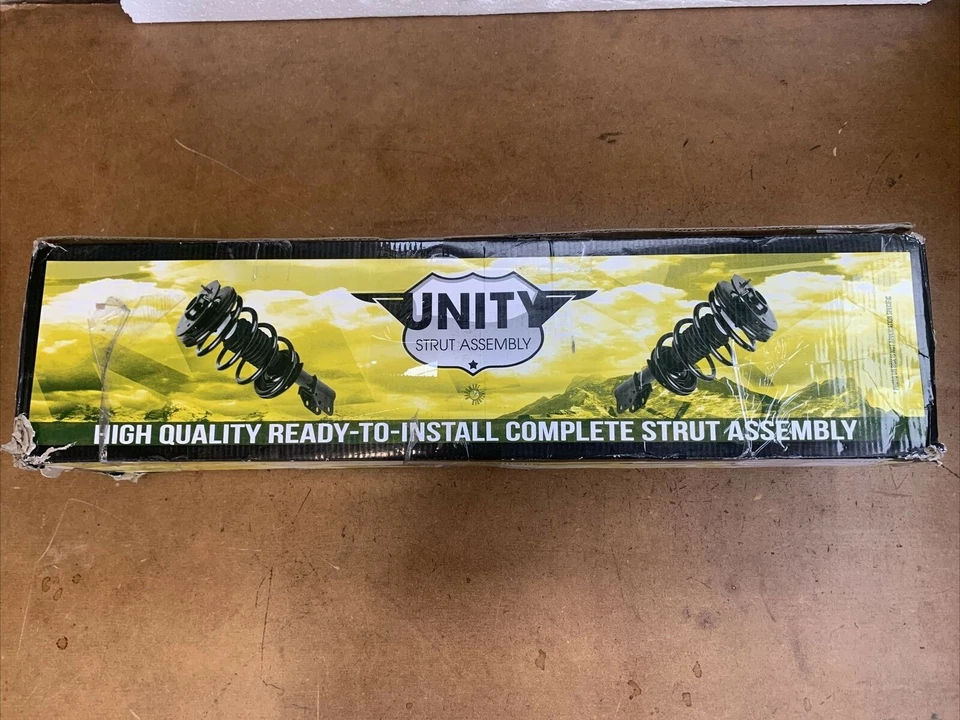 UNITY
STRUT ASSEMBLY
HIGH QUALITY READY-TO-INSTALL COMPLETE STRUT ASSEMBLY